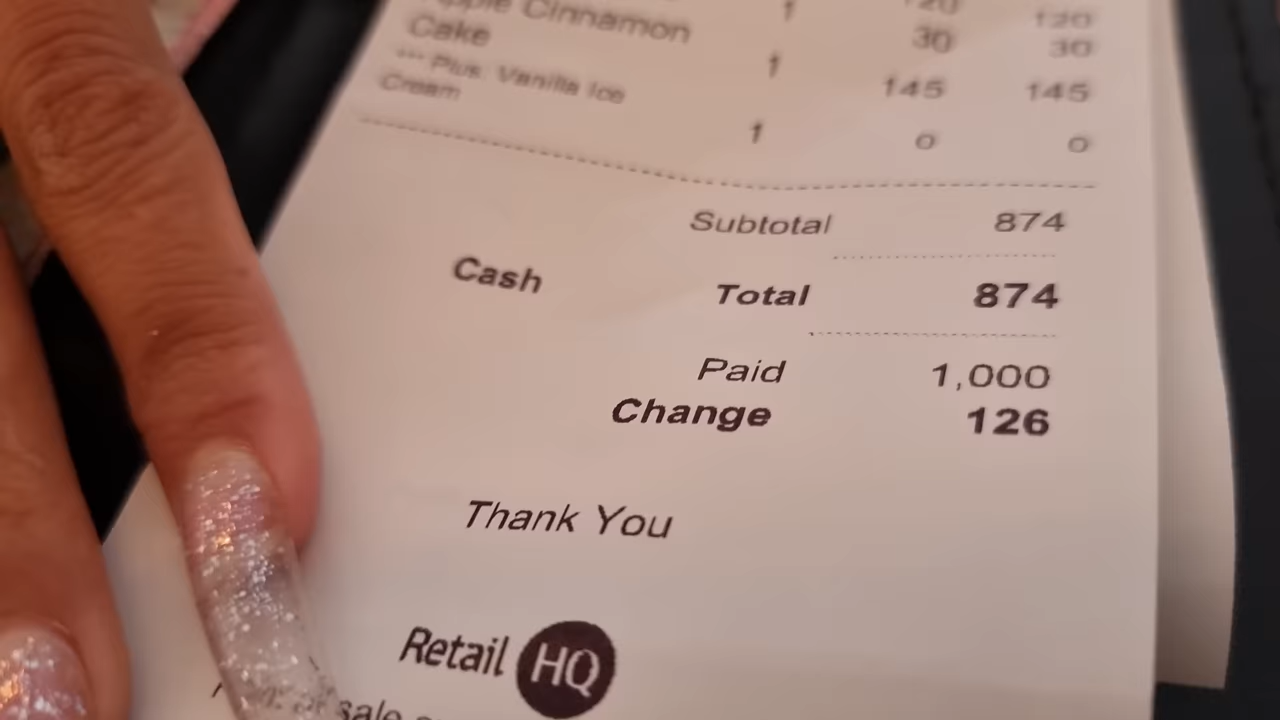 Cinnamon 1 120 120
Cake 30 30
*** Plus: Vanilla Ice 1 145 145
Cream
1 0 0
Subtotal 874
Cash Total 874
Paid 1,000
Change 126
Thank You
Retail HQ
sale